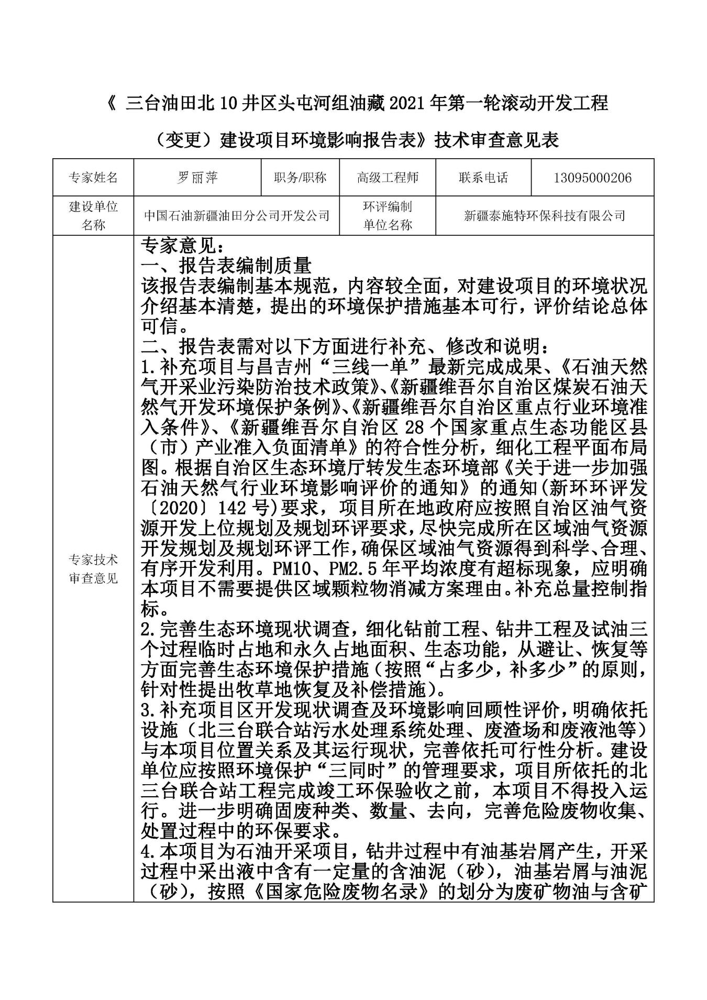 《 三台油田北 10 井区头屯河组油藏 2021 年第一轮滚动开发工程
（变更）建设项目环境影响报告表》技术审查意见表
专家姓名 罗丽萍 职务/职称 高级工程师 联系电话 13095000206
建设单位
名称
中国石油新疆油田分公司开发公司
环评编制
单位名称
新疆泰施特环保科技有限公司
专家技术
审查意见
专家意见：
一、报告表编制质量
该报告表编制基本规范，内容较全面，对建设项目的环境状况
介绍基本清楚，提出的环境保护措施基本可行，评价结论总体
可信。
二、报告表需对以下方面进行补充、修改和说明：
1.补充项目与昌吉州“三线一单”最新完成成果、《石油天然
气开采业污染防治技术政策》、《新疆维吾尔自治区煤炭石油天
然气开发环境保护条例》、《新疆维吾尔自治区重点行业环境准
入条件》、《新疆维吾尔自治区 28 个国家重点生态功能区县
（市）产业准入负面清单》的符合性分析，细化工程平面布局
图。根据自治区生态环境厅转发生态环境部《关于进一步加强
石油天然气行业环境影响评价的通知》的通知(新环环评发
〔2020〕142 号)要求，项目所在地政府应按照自治区油气资
源开发上位规划及规划环评要求，尽快完成所在区域油气资源
开发规划及规划环评工作，确保区域油气资源得到科学、合理、
有序开发利用。PM10、PM2.5 年平均浓度有超标现象，应明确
本项目不需要提供区域颗粒物消减方案理由。补充总量控制指
标。
2.完善生态环境现状调查，细化钻前工程、钻井工程及试油三
个过程临时占地和永久占地面积、生态功能，从避让、恢复等
方面完善生态环境保护措施（按照“占多少，补多少”的原则，
针对性提出牧草地恢复及补偿措施）。
3.补充项目区开发现状调查及环境影响回顾性评价，明确依托
设施（北三台联合站污水处理系统处理、废渣场和废液池等）
与本项目位置关系及其运行现状，完善依托可行性分析。建设
单位应按照环境保护“三同时”的管理要求，项目所依托的北
三台联合站工程完成竣工环保验收之前，本项目不得投入运
行。进一步明确固废种类、数量、去向，完善危险废物收集、
处置过程中的环保要求。
4.本项目为石油开采项目，钻井过程中有油基岩屑产生，开采
过程中采出液中含有一定量的含油泥（砂），油基岩屑与油泥
（砂），按照《国家危险废物名录》的划分为废矿物油与含矿